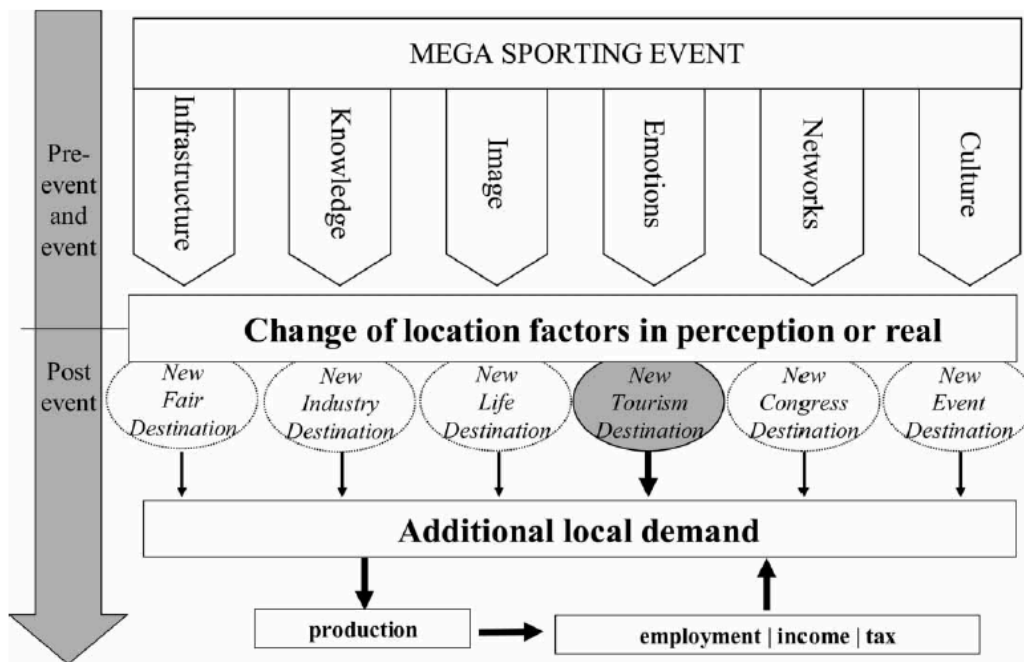 MEGA SPORTING EVENT
Infrastructure
Knowledge
Image
Emotions
Networks
Culture
Pre-
event
and
event
Change of location factors in perception or real
Post
event
New
Fair
Destination
New
Industry
Destination
New
Life
Destination
New
Tourism
Destination
New
Congress
Destination
New
Event
Destination
Additional local demand
production
employment | income | tax